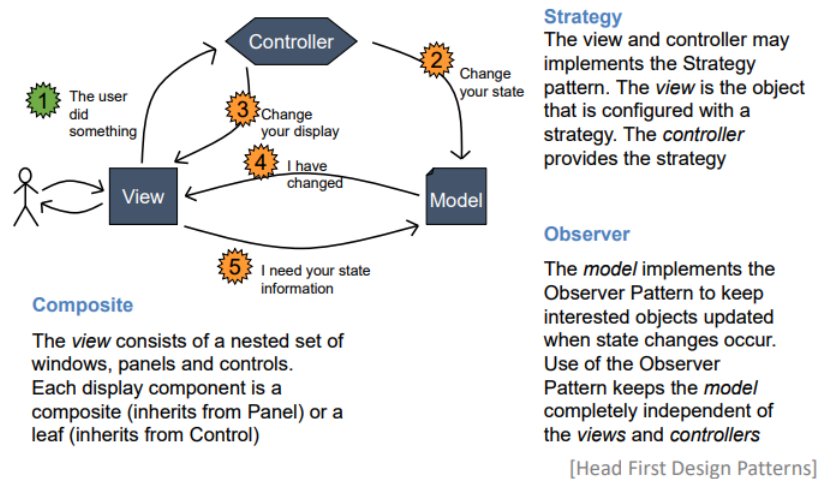 Controller
1
The user
did
something
2
Change
your state
3
Change
your display
4
I have
changed
View
Model
5
I need your state
information
Strategy
The view and controller may
implements the Strategy
pattern. The view is the object
that is configured with a
strategy. The controller
provides the strategy
Composite
The view consists of a nested set of
windows, panels and controls.
Each display component is a
composite (inherits from Panel) or a
leaf (inherits from Control)
Observer
The model implements the
Observer Pattern to keep
interested objects updated
when state changes occur.
Use of the Observer
Pattern keeps the model
completely independent of
the views and controllers
[Head First Design Patterns]